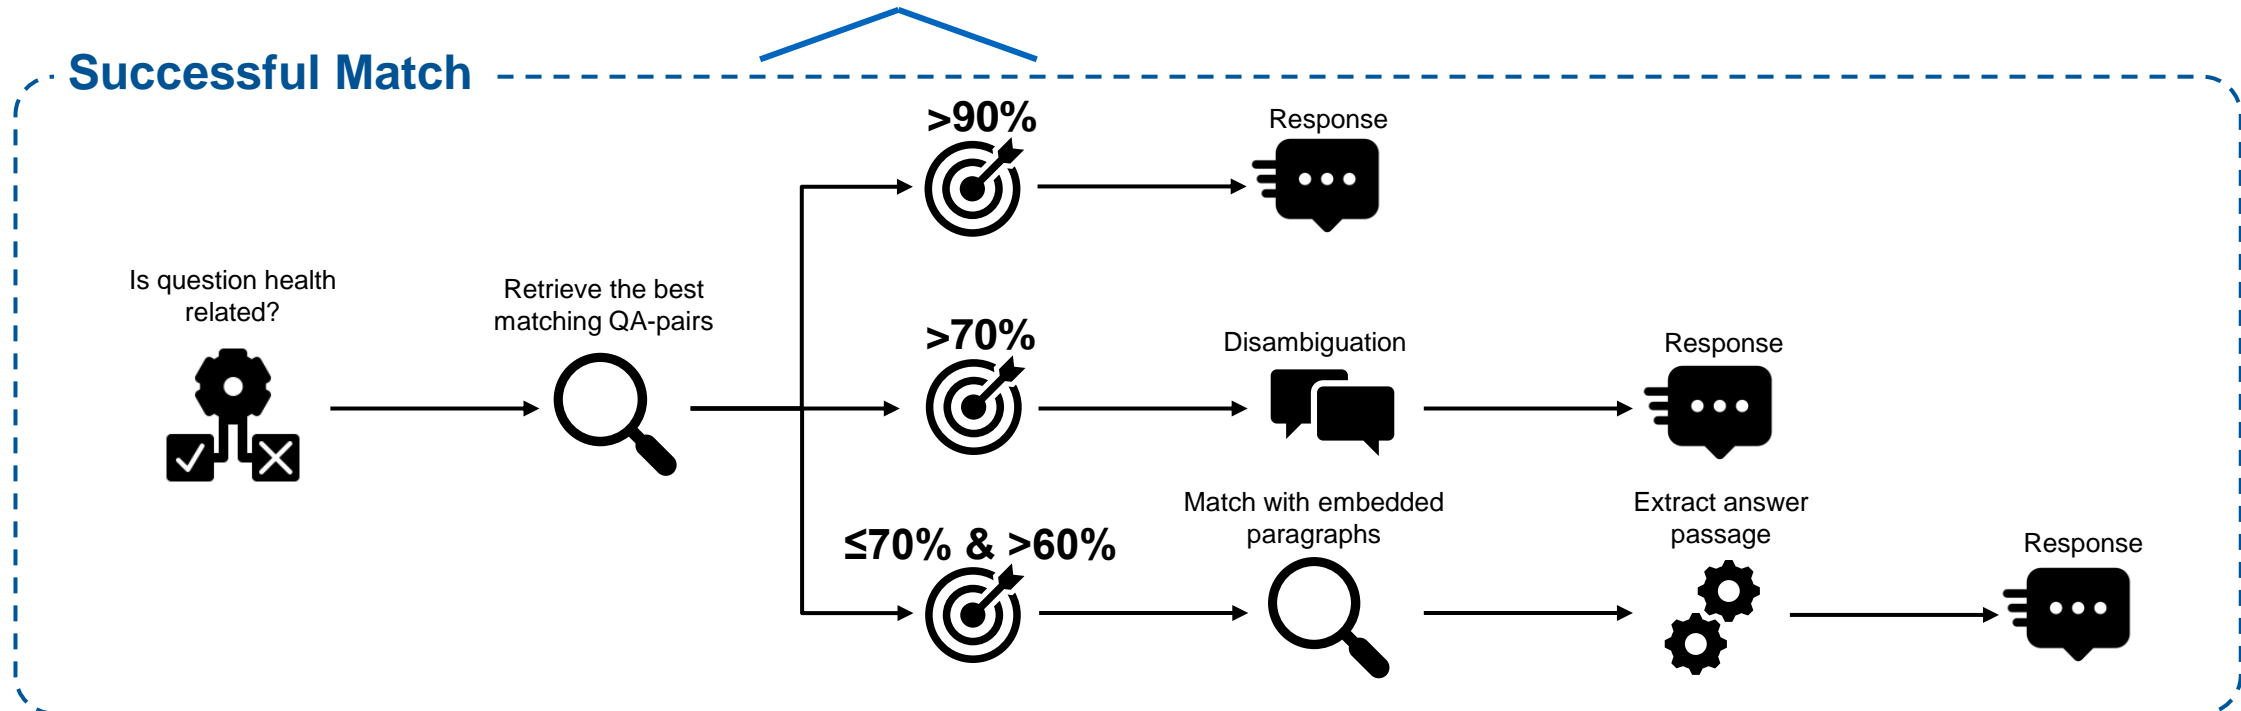 Successful Match
>90%
Response
Is question health
related?
Retrieve the best
matching QA-pairs
>70%
Disambiguation
Response
≤70% & >60%
Match with embedded
paragraphs
Extract answer
passage
Response